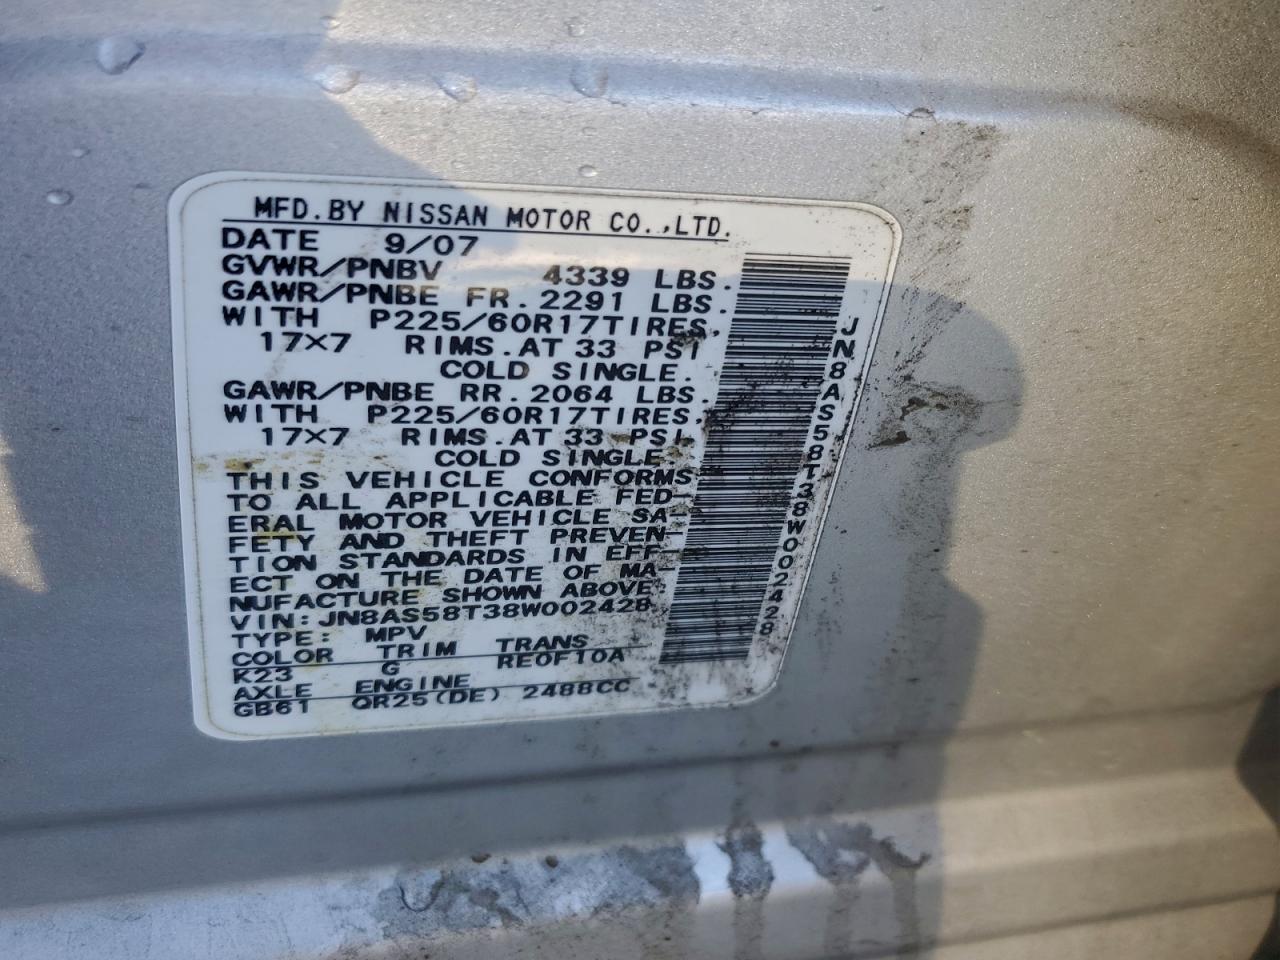 MFD.BY NISSAN MOTOR CO.,LTD.
DATE 9/07
GVWR/PNBV 4339 LBS.
GAWR/PNBE FR. 2291 LBS.
WITH P225/60R17TIRES,
17×7 RIMS.AT 33 PSI
COLD SINGLE.
GAWR/PNBE RR. 2064 LBS.
WITH P225/60R17TIRES,
17×7 RIMS.AT 33 PSI
COLD SINGLE.
THIS VEHICLE CONFORMS
TO ALL APPLICABLE FED-
ERAL MOTOR VEHICLE SA-
FETY AND THEFT PREVEN-
TION STANDARDS IN EFF-
ECT ON THE DATE OF MA-
NUFACTURE SHOWN ABOVE.
VIN: JN8AS58T38W002428
TYPE: MPV
COLOR TRIM TRANS
K23 G RE0F10A
AXLE ENGINE
GB61 QR25(DE) 2488CC
JN8AS58T38W002428